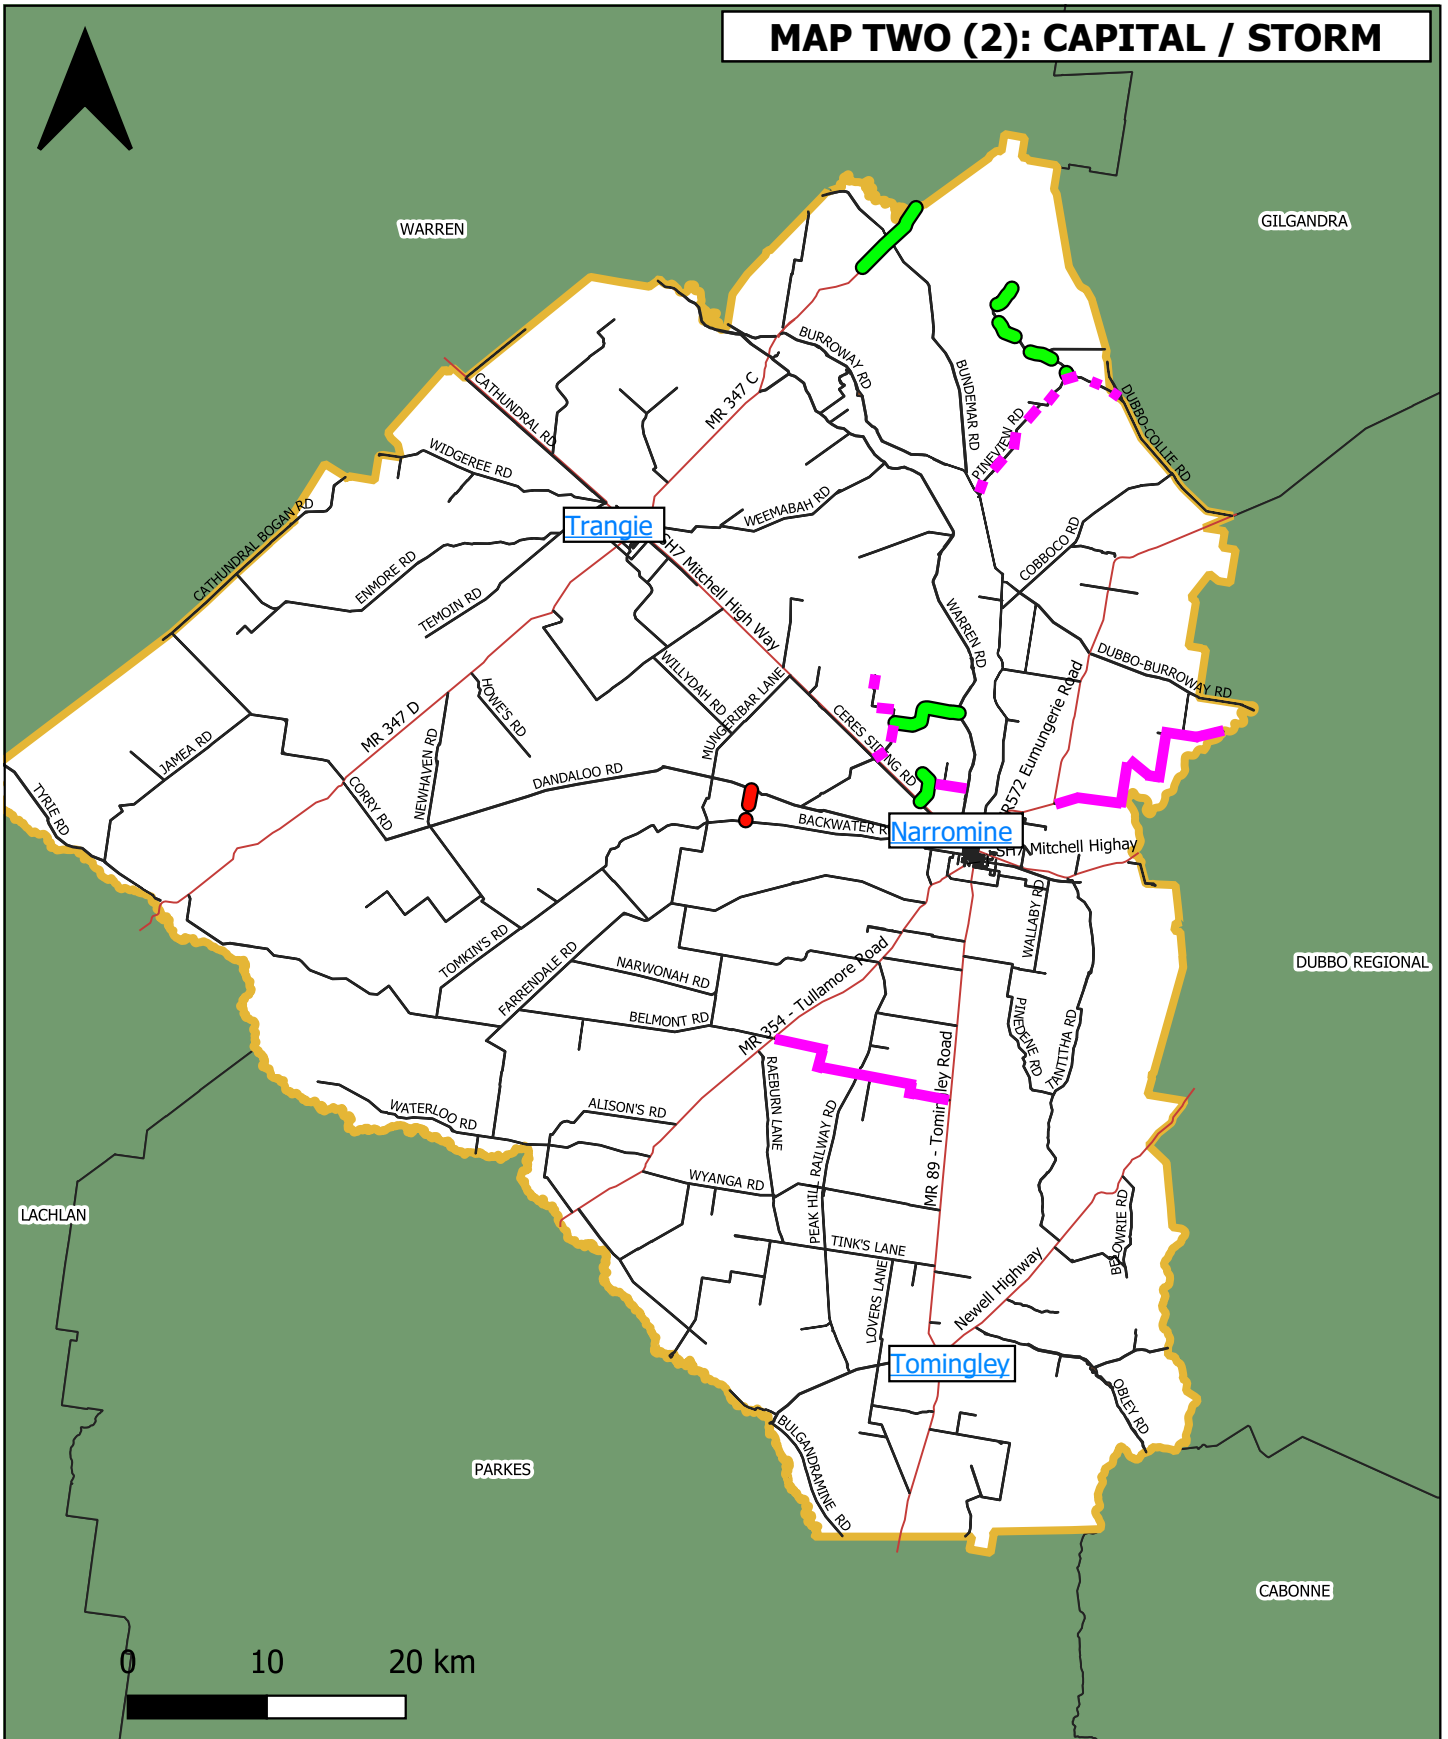 MAP TWO (2): CAPITAL / STORM
WARREN
GILGANDRA
BURROWAY RD
MR 347 C
BUNDEMAR RD
CATHUNDRAL RD
PINEVIEW RD
DUBBO-COLLIE RD
WIDGEREE RD
WEEMABAH RD
CATHUNDRAL BOGAN RD
Trangie
ENMORE RD
TEMOIN RD
SH7 Mitchell High Way
COBBOCO RD
WARREN RD
DUBBO-BURROWAY RD
WILLYDAH RD
MUNGERIBAR LANE
HOWE'S RD
MR 347 D
CERES SIDING RD
R572 Eumungerie Road
JAMEA RD
NEWHAVEN RD
DANDALOO RD
TYRIE RD
CORRY RD
BACKWATER R
Narromine
SH7 Mitchell Highay
WALLABY RD
TOMKIN'S RD
FARRENDALE RD
NARWONAH RD
MR 354 - Tullamore Road
DUBBO REGIONAL
BELMONT RD
PINEDENE RD
TANTITHA RD
RAEBURN LANE
MR 89 - Tomingley Road
WATERLOO RD
ALISON'S RD
PEAK HILL RAILWAY RD
WYANGA RD
LACHLAN
BELOWRIE RD
TINK'S LANE
LOVERS LANE
Newell Highway
Tomingley
OBLEY RD
BULGANDRAMINE RD
PARKES
CABONNE
0 10 20 km